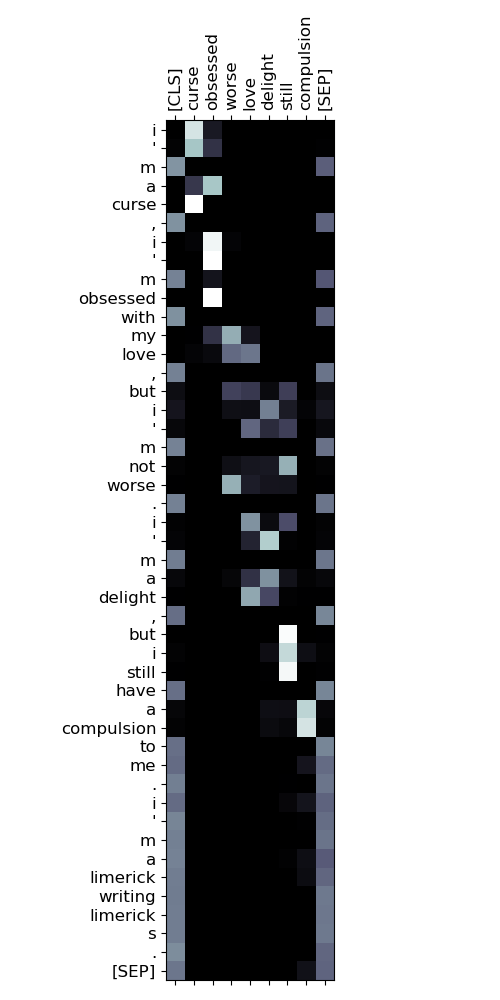 [CLS]
curse
obsessed
worse
love
delight
still
compulsion
[SEP]
i
'
m
a
curse
,
i
'
m
obsessed
with
my
love
,
but
i
'
m
not
worse
.
i
'
m
a
delight
,
but
i
still
have
a
compulsion
to
me
.
i
'
m
a
limerick
writing
limerick
s
.
[SEP]